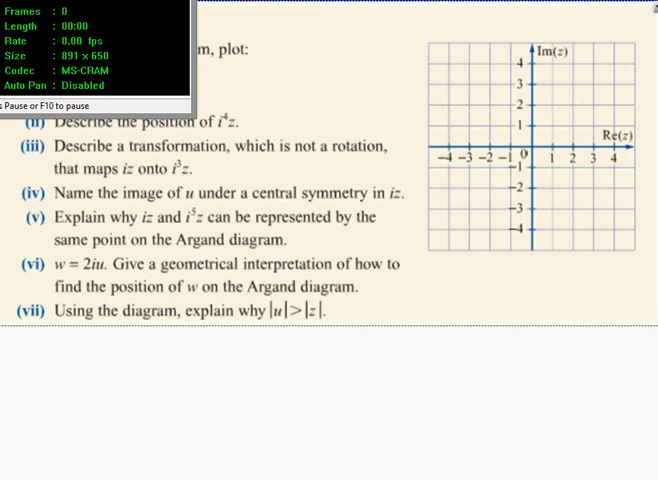 Frames : 0
Length : 00:00
Rate : 0.00 fps
Size : 891 x 650
Codec : MS-CRAM
Auto Pan : Disabled
s Pause or F10 to pause
m, plot:
(ii) Describe the position of i⁴z.
(iii) Describe a transformation, which is not a rotation,
that maps iz onto i³z.
(iv) Name the image of u under a central symmetry in iz.
(v) Explain why iz and i⁵z can be represented by the
same point on the Argand diagram.
(vi) w = 2iu. Give a geometrical interpretation of how to
find the position of w on the Argand diagram.
(vii) Using the diagram, explain why |u|>|z|.
Im(z)
4
3
2
1
Re(z)
-4 -3 -2 -1 0 1 2 3 4
-1
-2
-3
-4